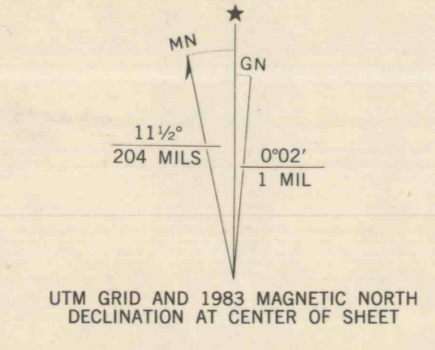 MN
GN
11½°
204 MILS
0°02′
1 MIL
UTM GRID AND 1983 MAGNETIC NORTH
DECLINATION AT CENTER OF SHEET